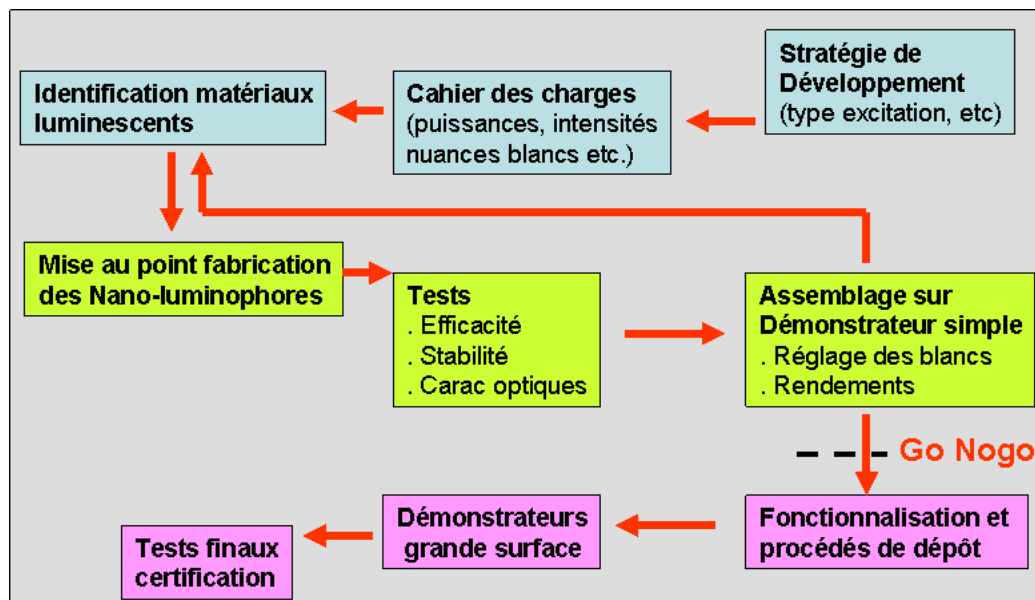 Stratégie de
Développement
(type excitation, etc)
Cahier des charges
(puissances, intensités
nuances blancs etc.)
Identification matériaux
luminescents
Mise au point fabrication
des Nano-luminophores
Tests
. Efficacité
. Stabilité
. Carac optiques
Assemblage sur
Démonstrateur simple
. Réglage des blancs
. Rendements
Go Nogo
Fonctionnalisation et
procédés de dépôt
Démonstrateurs
grande surface
Tests finaux
certification